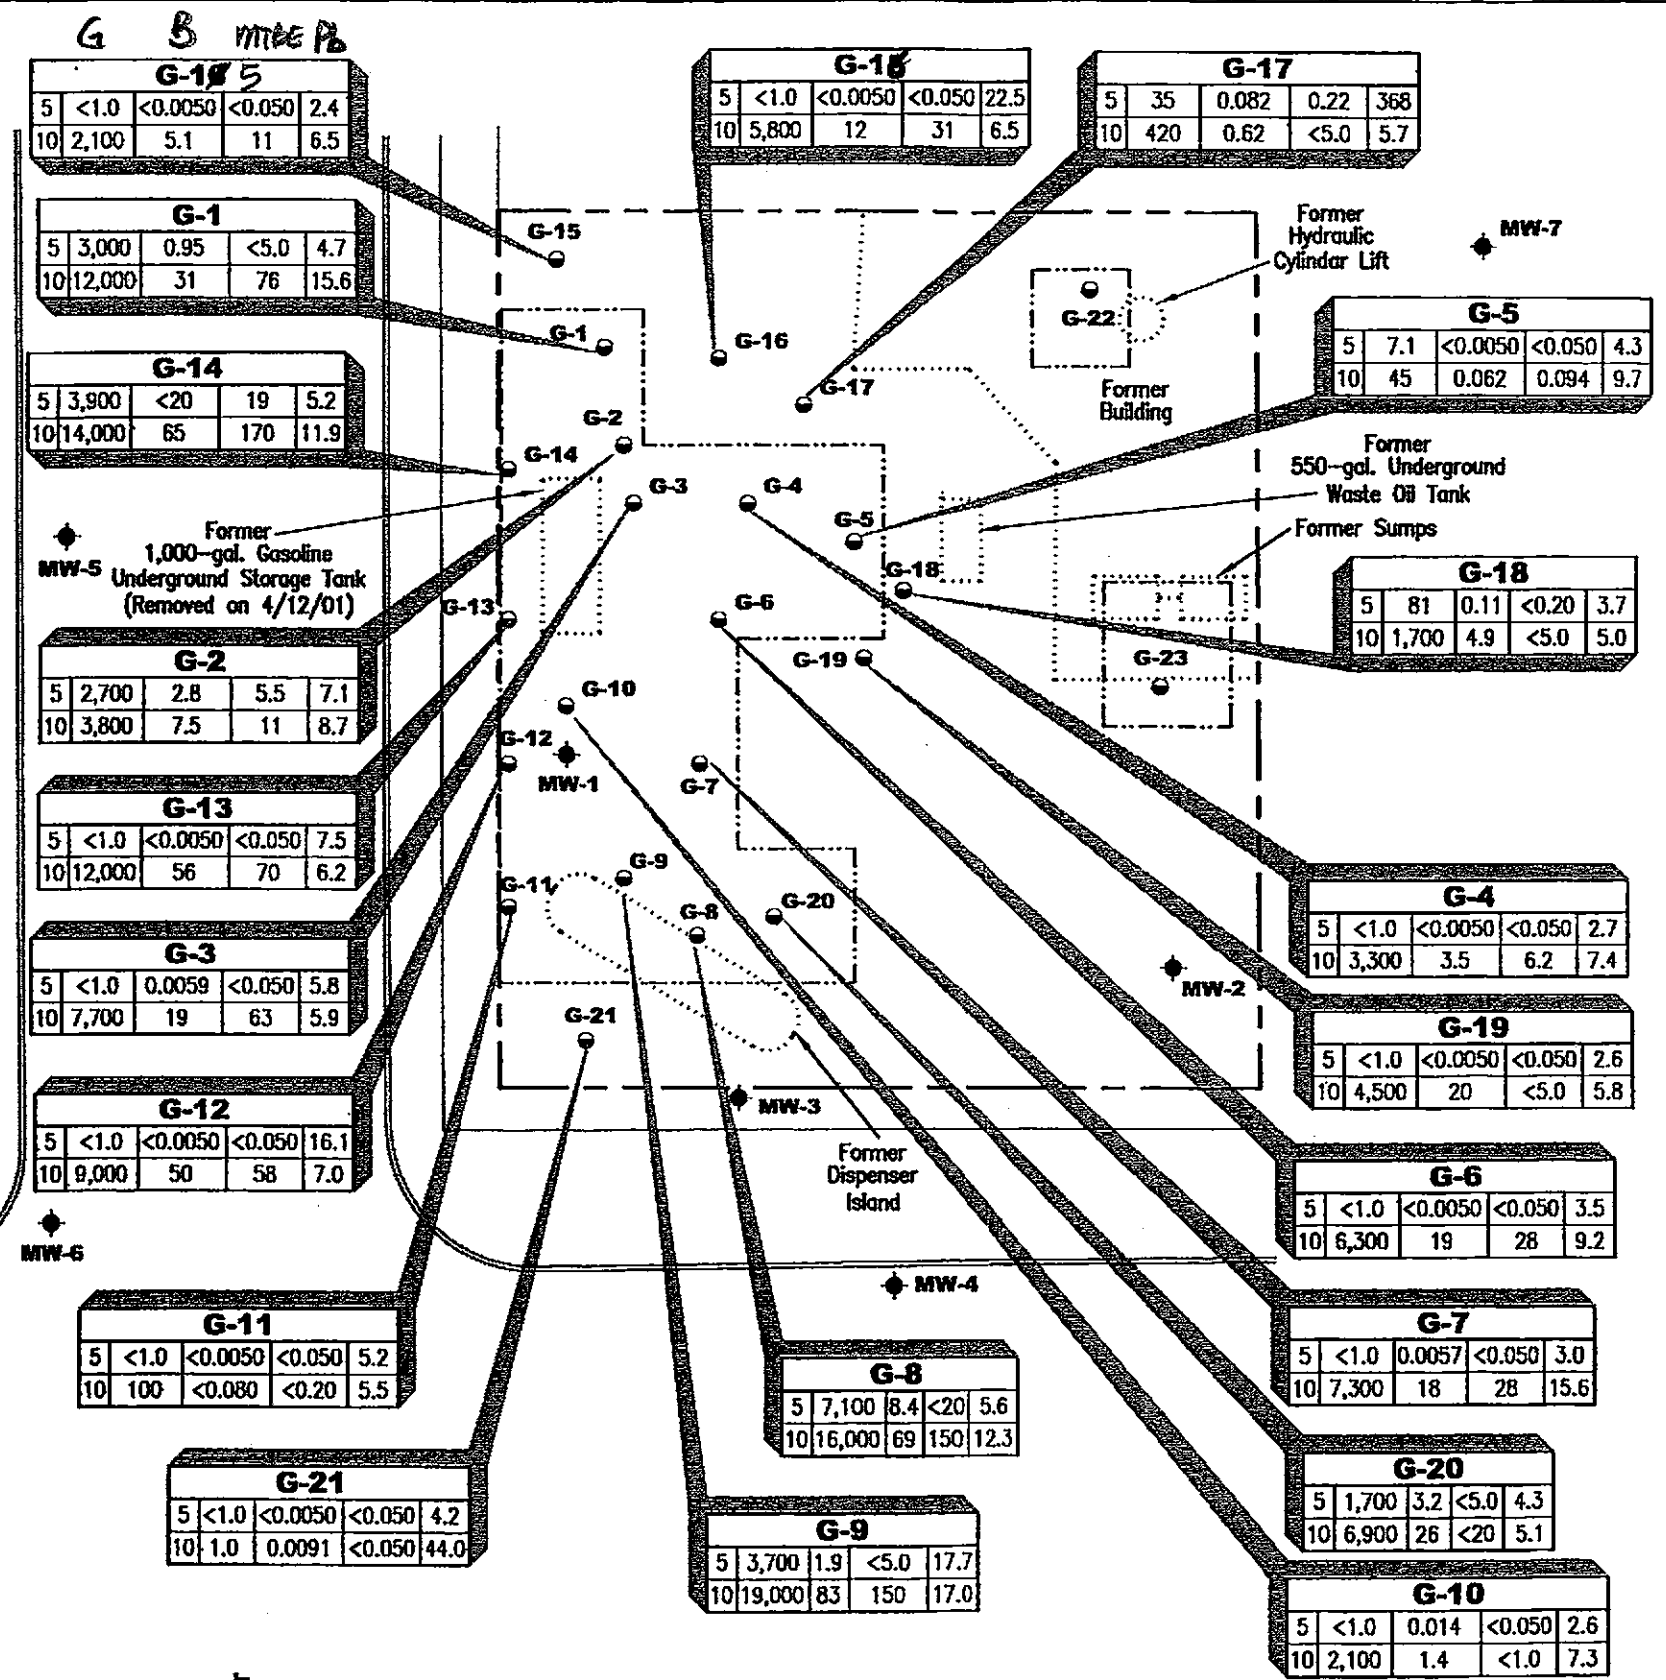 G B MTBE Pb
G-15
5 <1.0 <0.0050 <0.050 2.4
10 2,100 5.1 11 6.5
G-16
5 <1.0 <0.0050 <0.050 22.5
10 5,800 12 31 6.5
G-17
5 35 0.082 0.22 368
10 420 0.62 <5.0 5.7
G-1
5 3,000 0.95 <5.0 4.7
10 12,000 31 76 15.6
G-14
5 3,900 <20 19 5.2
10 14,000 65 170 11.9
G-15
G-1
G-16
G-17
G-2
G-14
G-3
G-4
G-5
G-18
G-22
Former
Hydraulic
Cylindar Lift
MW-7
Former
Building
G-5
5 7.1 <0.0050 <0.050 4.3
10 45 0.062 0.094 9.7
Former
550-gal. Underground
Waste Oil Tank
Former Sumps
MW-5
Former
1,000-gal. Gasoline
Underground Storage Tank
(Removed on 4/12/01)
G-13
G-6
G-19
G-23
G-18
5 81 0.11 <0.20 3.7
10 1,700 4.9 <5.0 5.0
G-2
5 2,700 2.8 5.5 7.1
10 3,800 7.5 11 8.7
G-10
G-12
MW-1
G-7
G-13
5 <1.0 <0.0050 <0.050 7.5
10 12,000 56 70 6.2
G-9
G-11
G-8
G-20
G-4
5 <1.0 <0.0050 <0.050 2.7
10 3,300 3.5 6.2 7.4
G-3
5 <1.0 0.0059 <0.050 5.8
10 7,700 19 63 5.9
MW-2
G-21
G-19
5 <1.0 <0.0050 <0.050 2.6
10 4,500 20 <5.0 5.8
G-12
5 <1.0 <0.0050 <0.050 16.1
10 9,000 50 58 7.0
MW-3
Former
Dispenser
Island
G-6
5 <1.0 <0.0050 <0.050 3.5
10 6,300 19 28 9.2
MW-6
MW-4
G-11
5 <1.0 <0.0050 <0.050 5.2
10 100 <0.080 <0.20 5.5
G-8
5 7,100 8.4 <20 5.6
10 16,000 69 150 12.3
G-7
5 <1.0 0.0057 <0.050 3.0
10 7,300 18 28 15.6
G-21
5 <1.0 <0.0050 <0.050 4.2
10 1.0 0.0091 <0.050 44.0
G-9
5 3,700 1.9 <5.0 17.7
10 19,000 83 150 17.0
G-20
5 1,700 3.2 <5.0 4.3
10 6,900 26 <20 5.1
G-10
5 <1.0 0.014 <0.050 2.6
10 2,100 1.4 <1.0 7.3